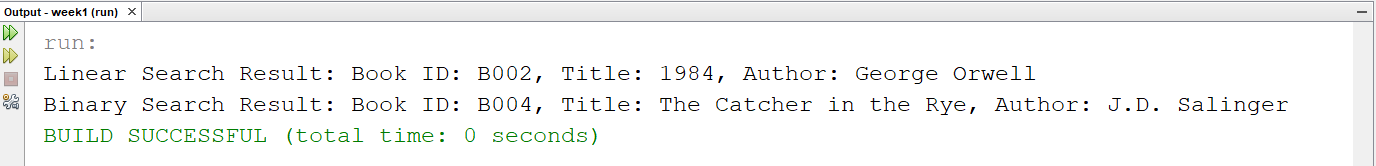 Output - week1 (run)
run:
Linear Search Result: Book ID: B002, Title: 1984, Author: George Orwell
Binary Search Result: Book ID: B004, Title: The Catcher in the Rye, Author: J.D. Salinger
BUILD SUCCESSFUL (total time: 0 seconds)